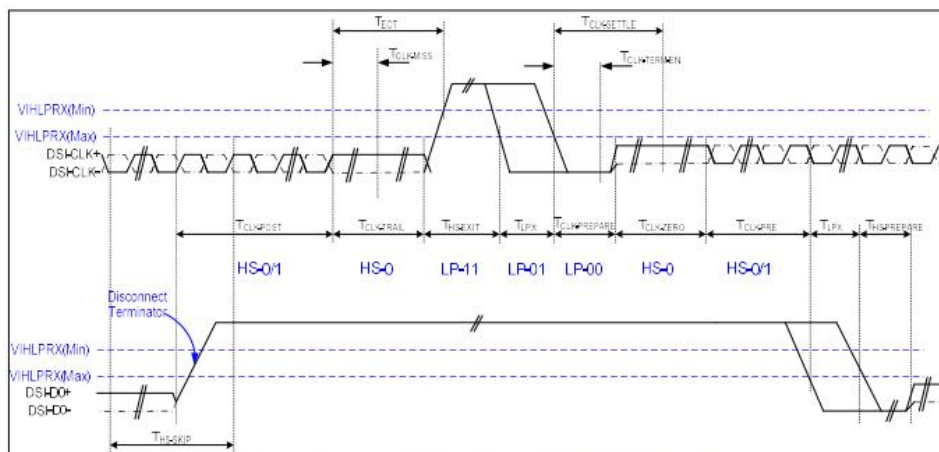 TEOT
TCLK-SETTLE
TCLK-MISS
TCLK-TERM-EN
VIHLPRX(Min)
VIHLPRX(Max)
DSI-CLK+
DSI-CLK-
TCLK-POST
TCLK-TRAIL
THS-EXIT
TLPX
TCLK-PREPARE
TCLK-ZERO
TCLK-PRE
TLPX
THS-PREPARE
HS-0/1
HS-0
LP-11
LP-01
LP-00
HS-0
HS-0/1
Disconnect
Terminator
VIHLPRX(Min)
VIHLPRX(Max)
DSI-D0+
DSI-D0-
THS-SKIP